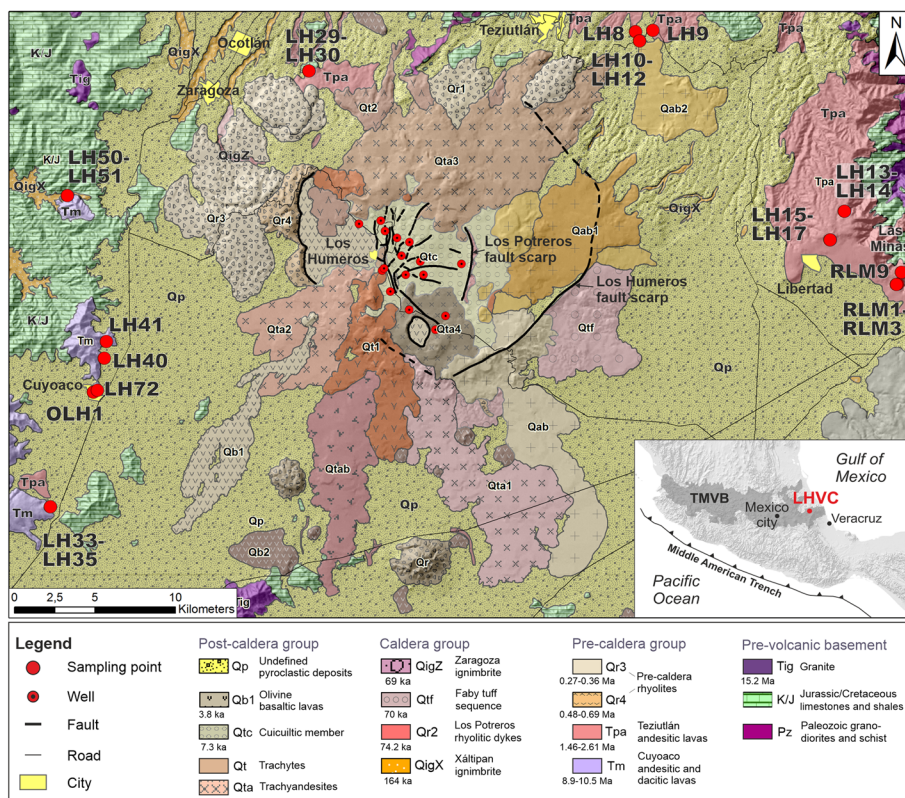 Teziutlán
Tpa
LH8
Tpa
LH9
N
K/J
QigX
Ocotlán
LH29-
LH30
LH10-
LH12
Tig
Tpa
Qt2
Qr1
Zaragoza
Qab2
Tpa
QigZ
Qta3
K/J
LH50-
LH51
LH13-
LH14
QigX
Tm
Tpa
QigX
Qr3
Qr4
LH15-
LH17
Las
Minas
Los
Humeros
Qtc
Los Potreros
fault scarp
Qab1
RLM9
Los Humeros
fault scarp
Libertad
Qp
RLM1-
RLM3
K/J
Qta2
Qta4
Qtf
LH41
Tm
Qt1
LH40
Qp
Cuyoaco
LH72
OLH1
Qab
Qb1
Qtab
Qta1
Tpa
Qp
Tm
Qp
LH33-
LH35
Qb2
Qr
Tig
0 2,5 5 10
Kilometers
Gulf of
Mexico
TMVB
LHVC
Mexico
city
Veracruz
Middle American Trench
Pacific
Ocean
Legend
Sampling point
Well
Fault
Road
City
Post-caldera group
Qp Undefined
pyroclastic deposits
Qb1 Olivine
basaltic lavas
3.8 ka
Qtc Cuicuiltic member
7.3 ka
Qt Trachytes
Qta Trachyandesites
Caldera group
QigZ Zaragoza
ignimbrite
69 ka
Qtf Faby tuff
sequence
70 ka
Qr2 Los Potreros
rhyolitic dykes
74.2 ka
QigX Xáltipan
ignimbrite
164 ka
Pre-caldera group
Qr3
0.27-0.36 Ma
Pre-caldera
rhyolites
Qr4
0.48-0.69 Ma
Tpa Teziutlán
andesitic lavas
1.46-2.61 Ma
Tm Cuyoaco
andesitic and
dacitic lavas
8.9-10.5 Ma
Pre-volcanic basement
Tig Granite
15.2 Ma
K/J Jurassic/Cretaceous
limestones and shales
Pz Paleozoic grano-
diorites and schist